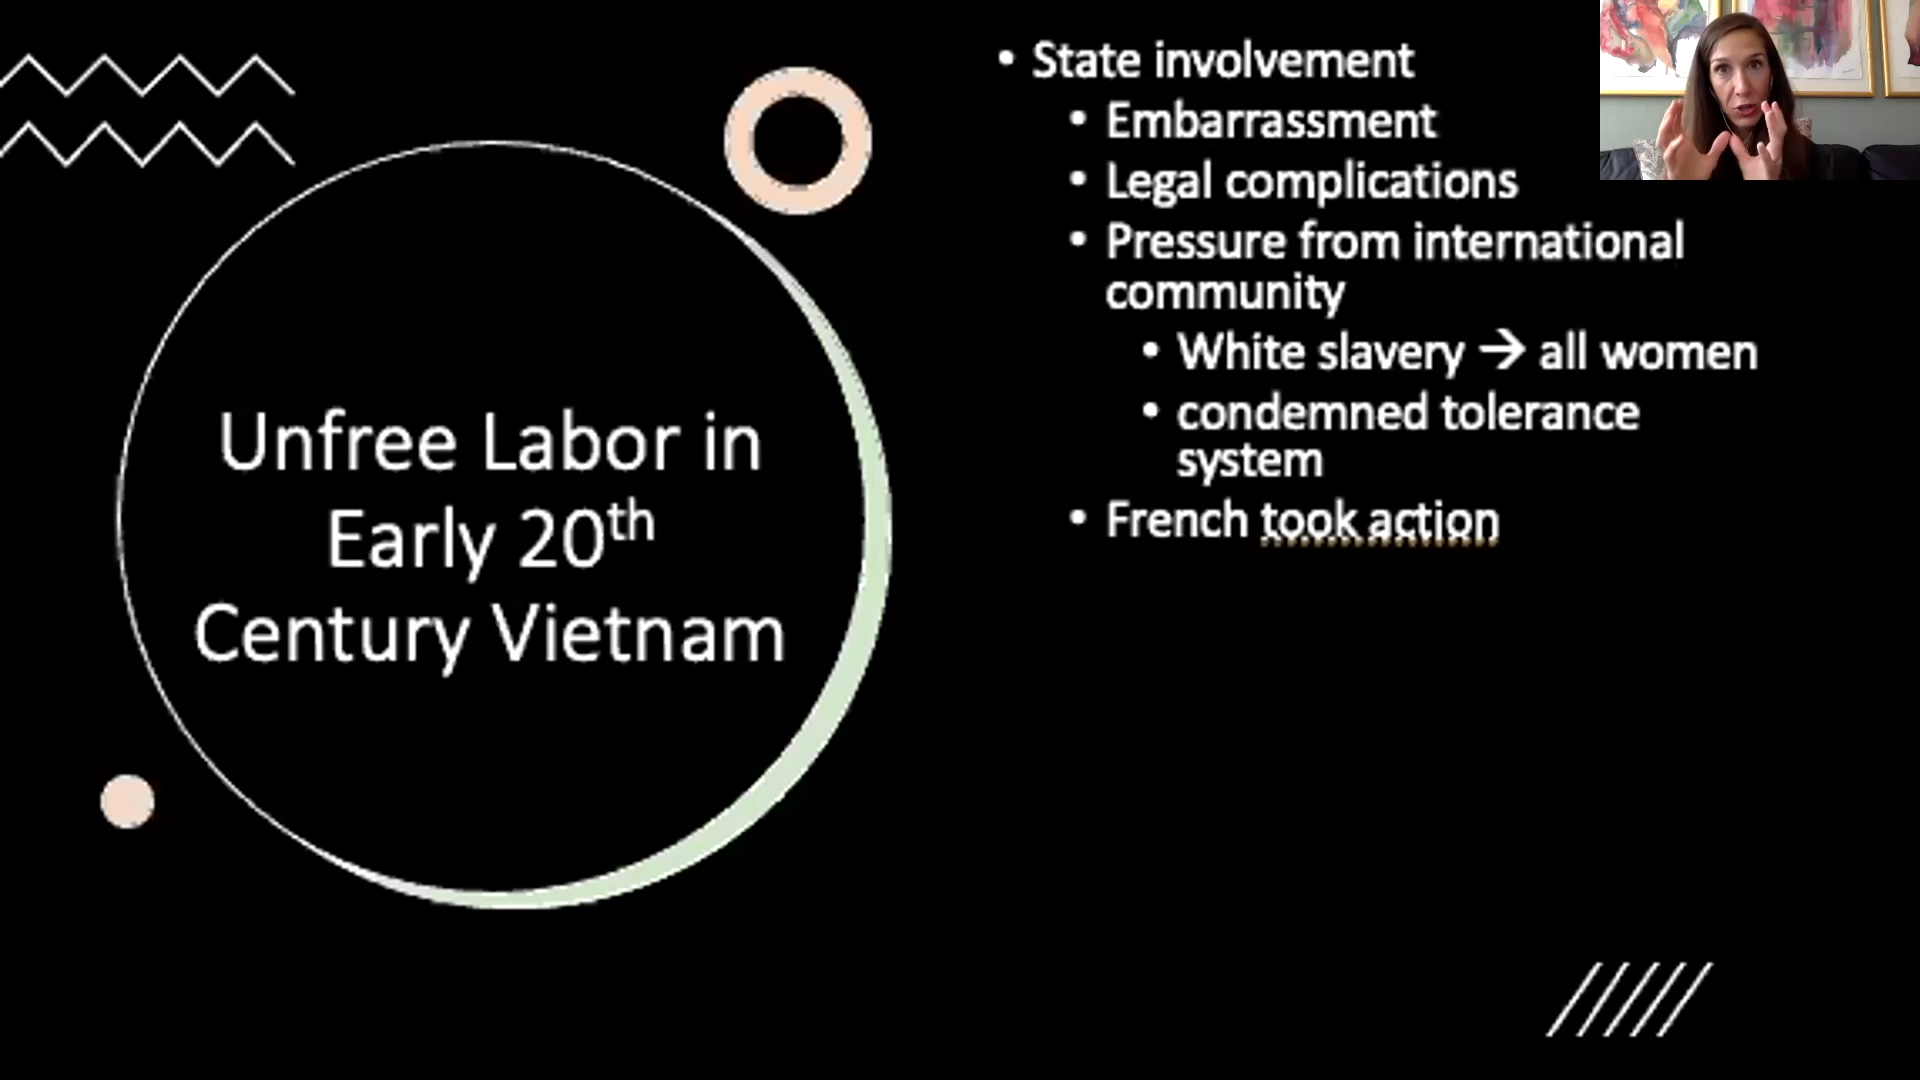 Unfree Labor in
Early 20th
Century Vietnam
• State involvement
• Embarrassment
• Legal complications
• Pressure from international
community
• White slavery → all women
• condemned tolerance
system
• French took action